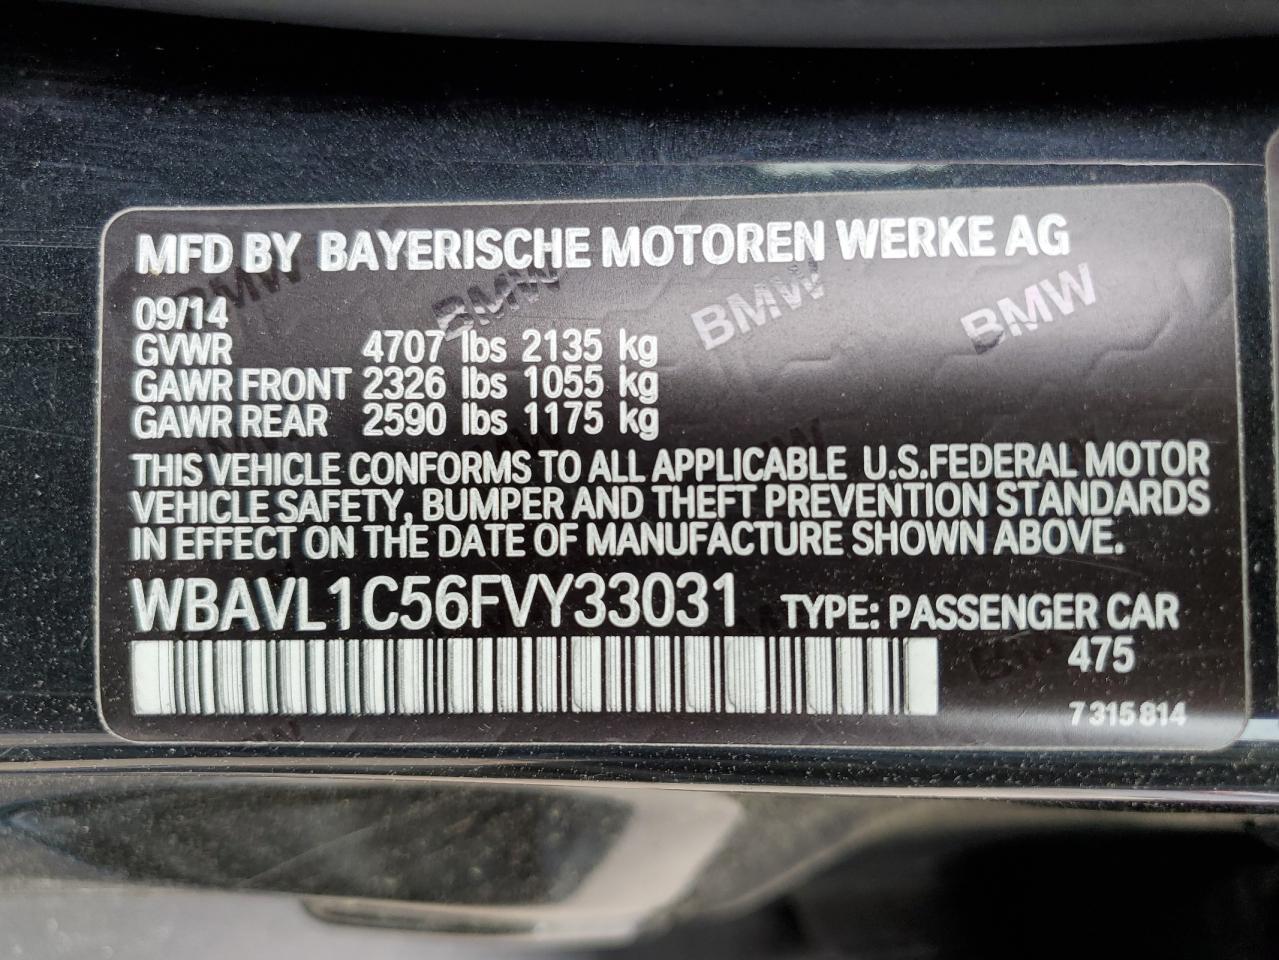 MFD BY BAYERISCHE MOTOREN WERKE AG
09/14
GVWR 4707 lbs 2135 kg
GAWR FRONT 2326 lbs 1055 kg
GAWR REAR 2590 lbs 1175 kg
THIS VEHICLE CONFORMS TO ALL APPLICABLE U.S.FEDERAL MOTOR
VEHICLE SAFETY, BUMPER AND THEFT PREVENTION STANDARDS
IN EFFECT ON THE DATE OF MANUFACTURE SHOWN ABOVE.
WBAVL1C56FVY33031 TYPE: PASSENGER CAR
475
7 315 814
BMW BMW BMW BMW
BMW